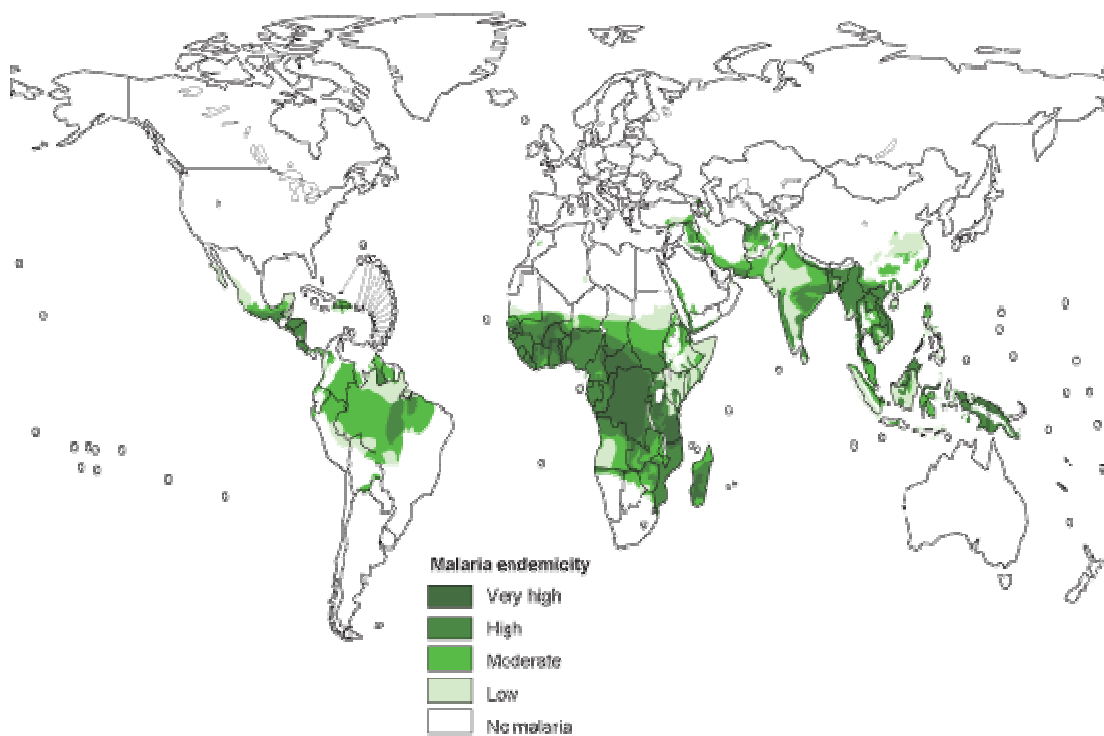 Malaria endemicity
Very high
High
Moderate
Low
No malaria